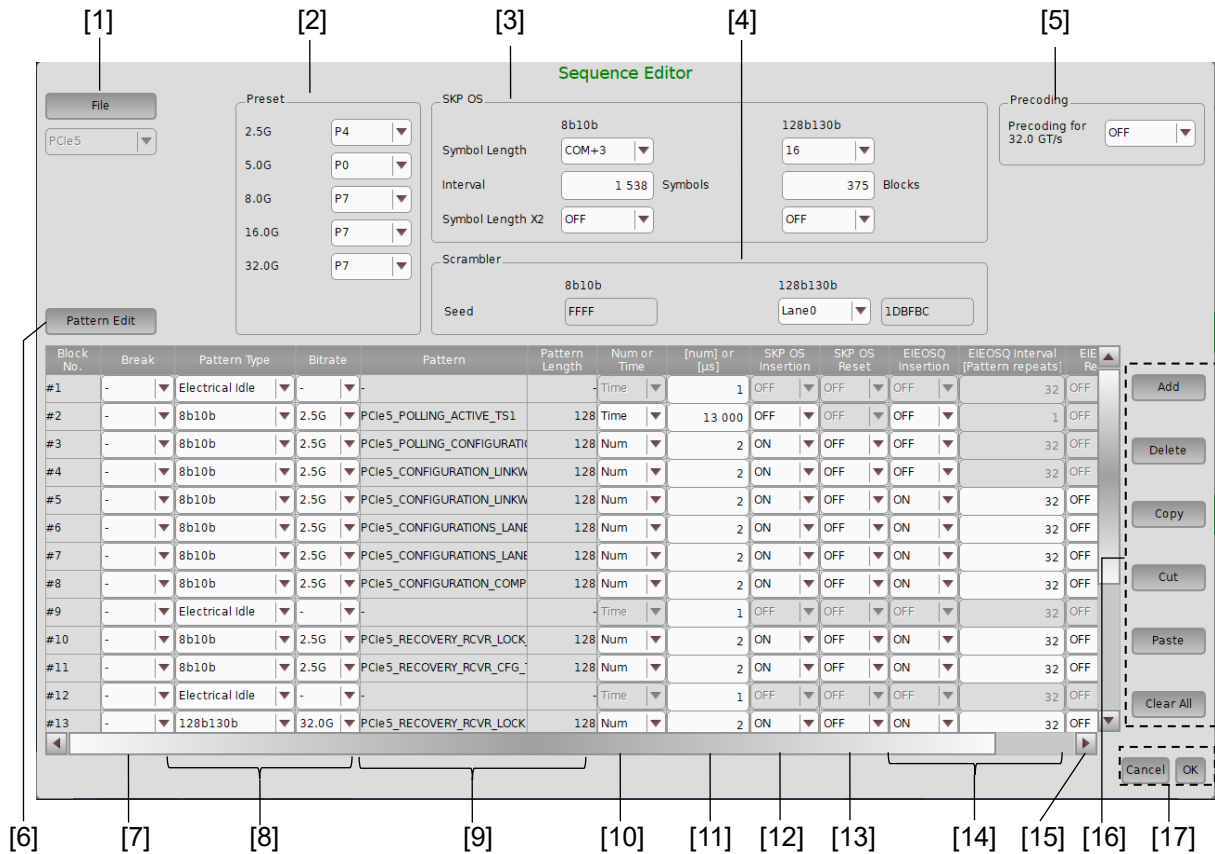 [1] [2] [3] [4] [5]
Sequence Editor
File
PCIe5
Preset
2.5G P4
5.0G P0
8.0G P7
16.0G P7
32.0G P7
SKP OS
8b10b 128b130b
Symbol Length COM+3 16
Interval 1 538 Symbols 375 Blocks
Symbol Length X2 OFF OFF
Scrambler
8b10b 128b130b
Seed FFFF Lane0 1DBFBC
Precoding
Precoding for
32.0 GT/s
OFF
Pattern Edit
Block No. Break Pattern Type Bitrate Pattern Pattern Length Num or Time [num] or [µs] SKP OS Insertion SKP OS Reset EIEOSQ Insertion EIEOSQ Interval [Pattern repeats] EIE Re
#1 - Electrical Idle - - - Time 1 OFF OFF OFF 32 OFF
#2 - 8b10b 2.5G PCIe5_POLLING_ACTIVE_TS1 128 Time 13 000 OFF OFF OFF 1 OFF
#3 - 8b10b 2.5G PCIe5_POLLING_CONFIGURATI 128 Num 2 ON OFF OFF 32 OFF
#4 - 8b10b 2.5G PCIe5_CONFIGURATION_LINKW 128 Num 2 ON OFF OFF 32 OFF
#5 - 8b10b 2.5G PCIe5_CONFIGURATION_LINKW 128 Num 2 ON OFF ON 32 OFF
#6 - 8b10b 2.5G PCIe5_CONFIGURATIONS_LANE 128 Num 2 ON OFF ON 32 OFF
#7 - 8b10b 2.5G PCIe5_CONFIGURATIONS_LANE 128 Num 2 ON OFF ON 32 OFF
#8 - 8b10b 2.5G PCIe5_CONFIGURATION_COMP 128 Num 2 ON OFF ON 32 OFF
#9 - Electrical Idle - - - Time 1 OFF OFF OFF 32 OFF
#10 - 8b10b 2.5G PCIe5_RECOVERY_RCVR_LOCK_ 128 Num 2 ON OFF ON 32 OFF
#11 - 8b10b 2.5G PCIe5_RECOVERY_RCVR_CFG_T 128 Num 2 ON OFF ON 32 OFF
#12 - Electrical Idle - - - Time 1 OFF OFF OFF 32 OFF
#13 - 128b130b 32.0G PCIe5_RECOVERY_RCVR_LOCK 128 Num 2 ON OFF ON 32 OFF
Add
Delete
Copy
Cut
Paste
Clear All
Cancel OK
[6] [7] [8] [9] [10] [11] [12] [13] [14] [15] [16] [17]